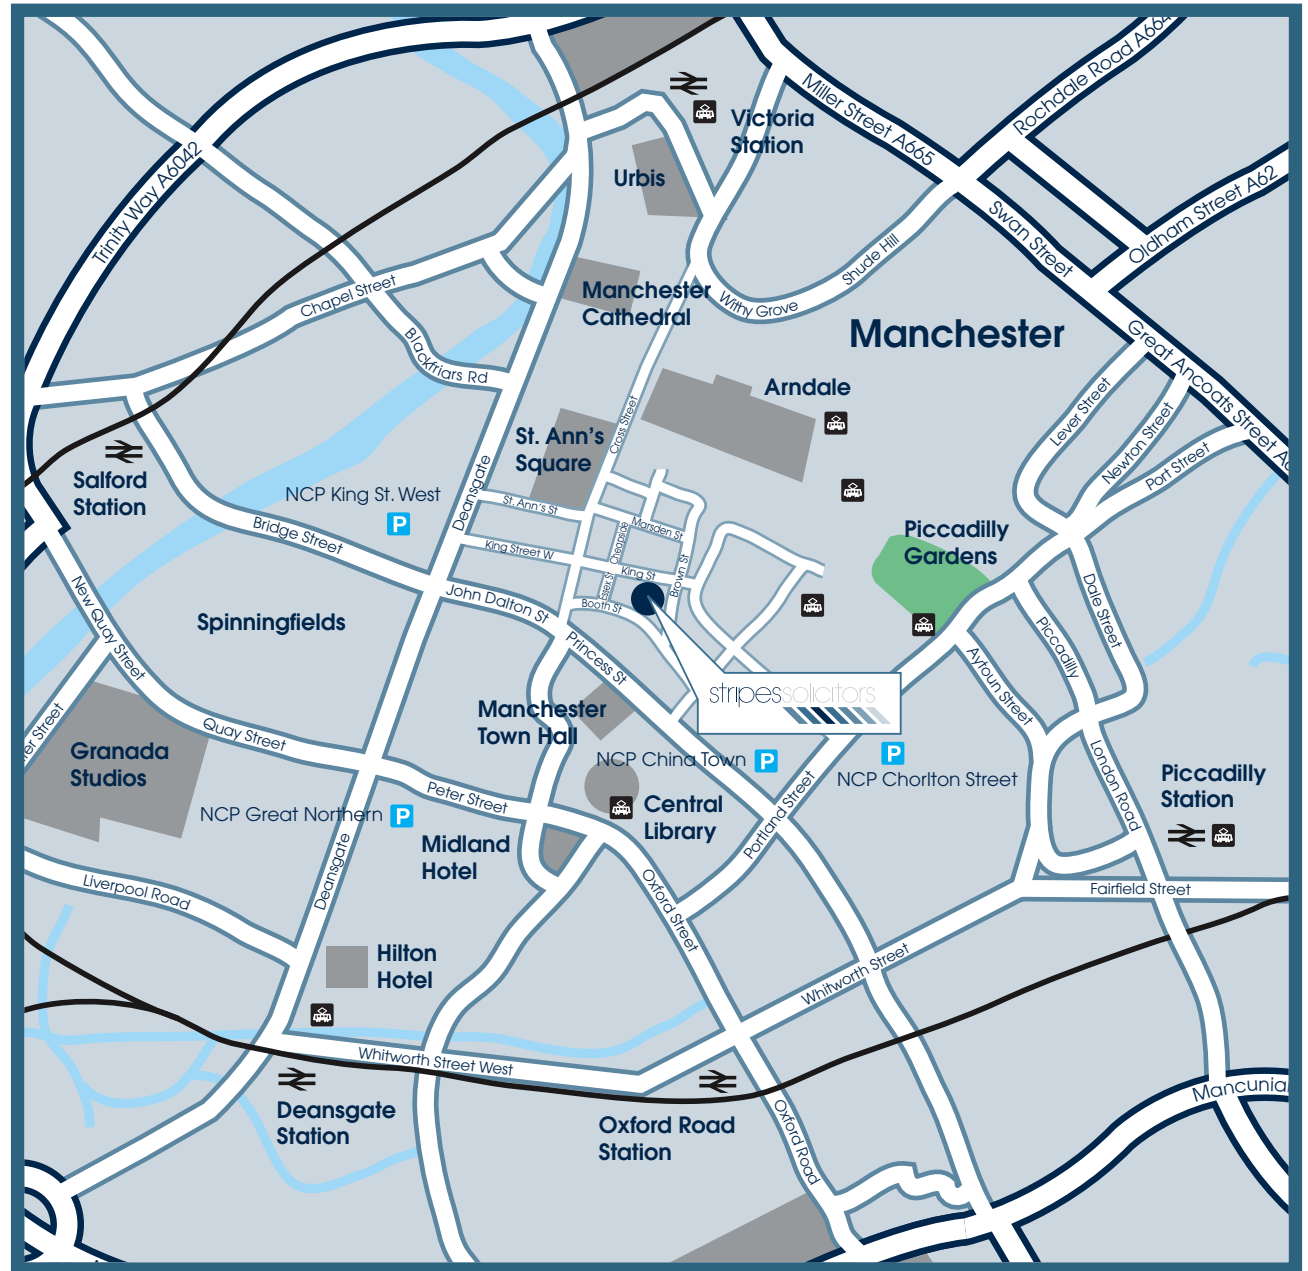 Miller Street A665
Rochdale Road A664
Victoria
Station
Trinity Way A6042
Urbis
Swan Street
Oldham Street A62
Shude Hill
Chapel Street
Manchester
Cathedral
Withy Grove
Manchester
Great Ancoats Street
Blackfriars Rd
Arndale
Lever Street
Newton Street
Port Street
Cross Street
St. Ann's
Square
Salford
Station
NCP King St. West
P
Deansgate
St. Ann's St
Marsden St
Cheapside
Bridge Street
King Street W
King St
Brown St
Piccadilly
Gardens
New Quay Street
John Dalton St
Booth St
Dale Street
Piccadilly
Spinningfields
Princess St
Aytoun Street
stripessolicitors
Manchester
Town Hall
Quay Street
Granada
Studios
NCP China Town
P
P
NCP Chorlton Street
London Road
Piccadilly
Station
Peter Street
NCP Great Northern
P
Central
Library
Portland Street
Midland
Hotel
Deansgate
Liverpool Road
Oxford Street
Fairfield Street
Hilton
Hotel
Whitworth Street
Whitworth Street West
Deansgate
Station
Oxford Road
Station
Oxford Road
Mancunia